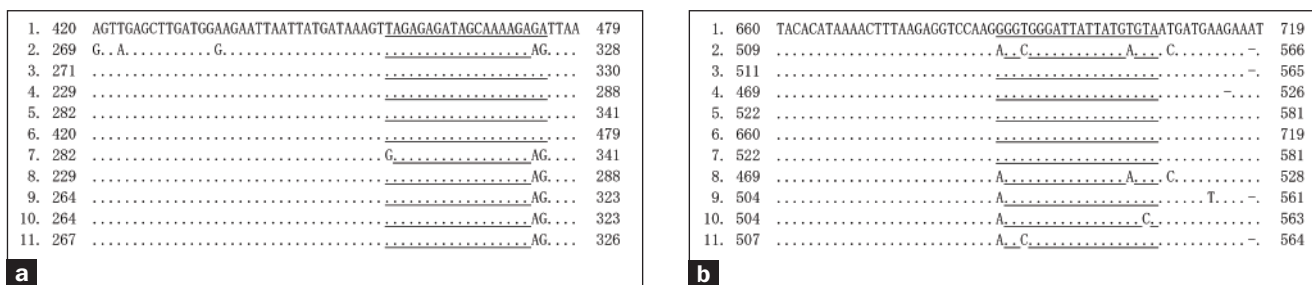 1. 420 AGTTGAGCTTGATGGAAGAATTAATTATGATAAAGTTAGAGAGATAGCAAAAGAGATTAA 479
2. 269 G..A...........G......................................AG.... 328
3. 271 ............................................................ 330
4. 229 ............................................................ 288
5. 282 ............................................................ 341
6. 420 ............................................................ 479
7. 282 ....................................G.................AG.... 341
8. 229 ......................................................AG.... 288
9. 264 ......................................................AG.... 323
10. 264 ......................................................AG.... 323
11. 267 ......................................................AG.... 326
a
1. 660 TACACATAAAACTTTAAGAGGTCCAAGGGGTGGGATTATTATGTGTAATGATGAAGAAAT 719
2. 509 ...........................A..C............A....C.........-. 566
3. 511 ..........................................................-. 565
4. 469 .......................................................-.... 526
5. 522 ............................................................ 581
6. 660 ............................................................ 719
7. 522 ............................................................ 581
8. 469 ...........................A...............A....C........... 528
9. 504 ...........................A.........................T....-. 561
10. 504 ...........................A.................C.............. 563
11. 507 ...........................A..C...........................-. 564
b